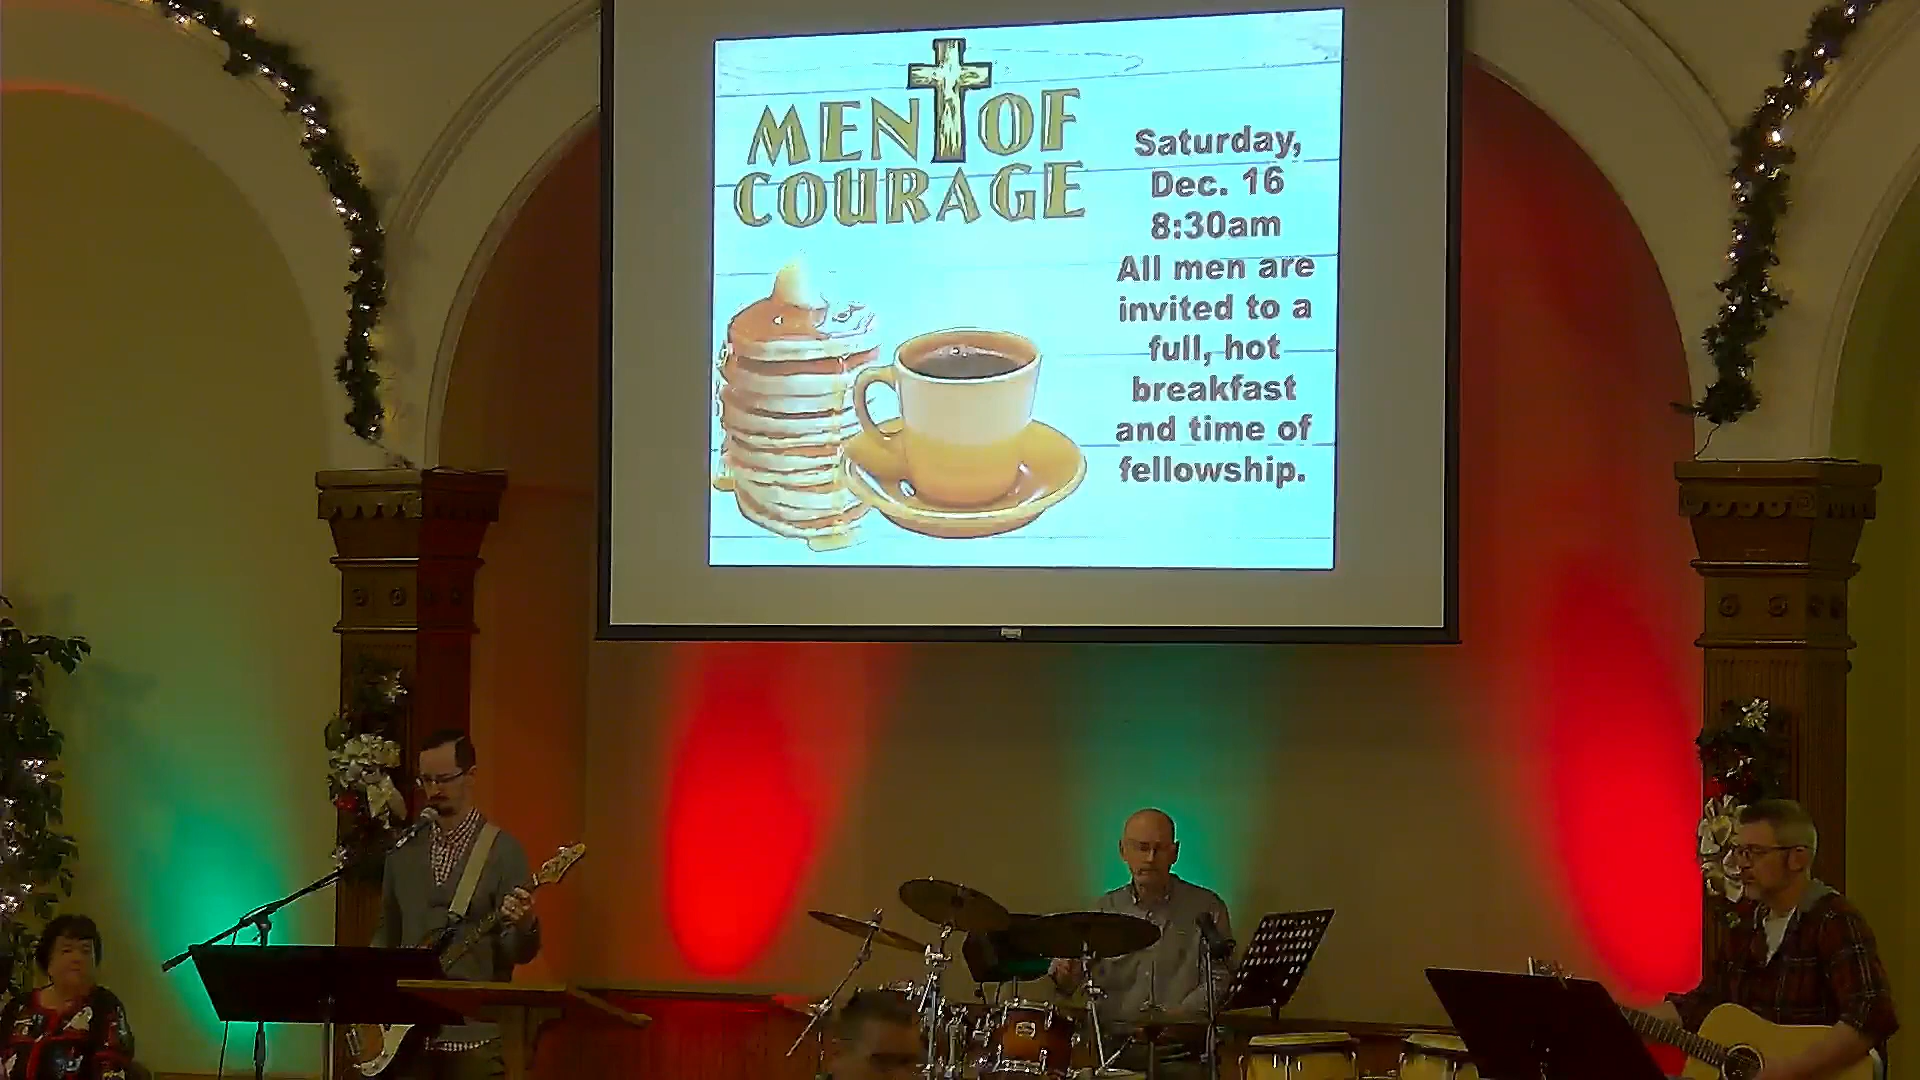 MEN OF
COURAGE
Saturday,
Dec. 16
8:30am
All men are
invited to a
full, hot
breakfast
and time of
fellowship.